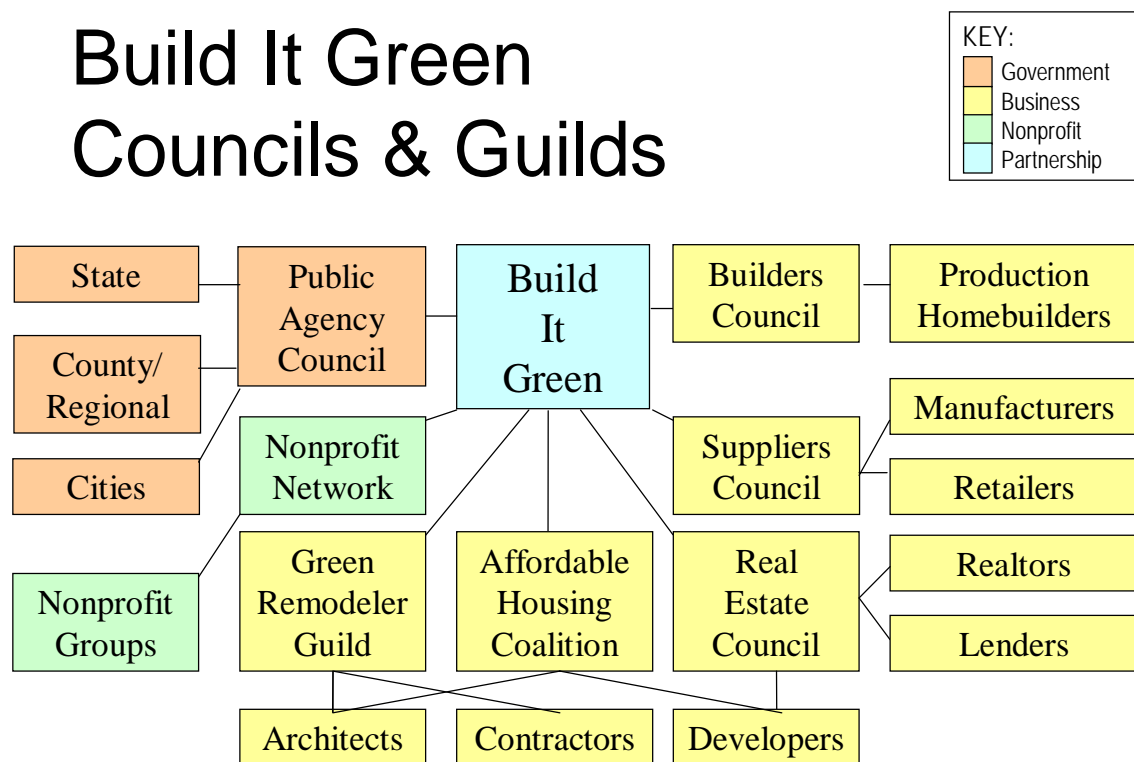 Build It Green
Councils & Guilds
KEY:
Government
Business
Nonprofit
Partnership
State
Public
Agency
Council
Build
It
Green
Builders
Council
Production
Homebuilders
County/
Regional
Manufacturers
Cities
Nonprofit
Network
Suppliers
Council
Retailers
Nonprofit
Groups
Green
Remodeler
Guild
Affordable
Housing
Coalition
Real
Estate
Council
Realtors
Lenders
Architects
Contractors
Developers